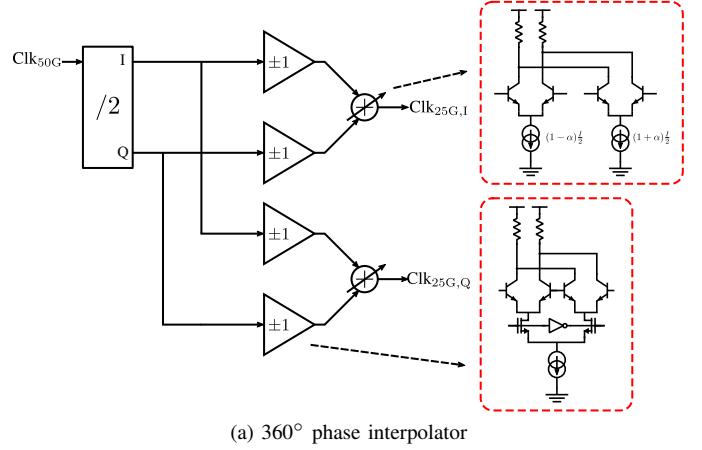 Clk50G
I
/2
Q
±1
±1
Clk25G,I
(1 − α) I/2
(1 + α) I/2
±1
Clk25G,Q
±1
(a) 360° phase interpolator